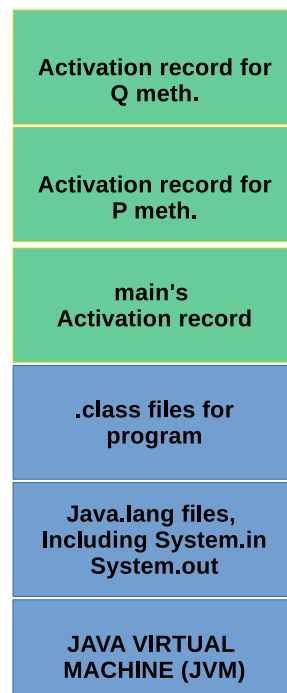 Activation record for
Q meth.
Activation record for
P meth.
main's
Activation record
.class files for
program
Java.lang files,
Including System.in
System.out
JAVA VIRTUAL
MACHINE (JVM)